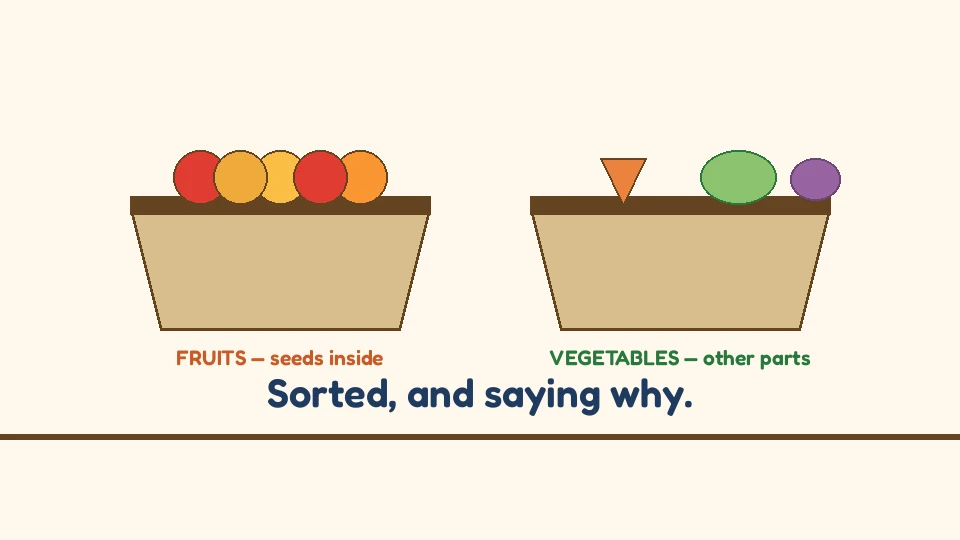 FRUITS — seeds inside
VEGETABLES — other parts
Sorted, and saying why.